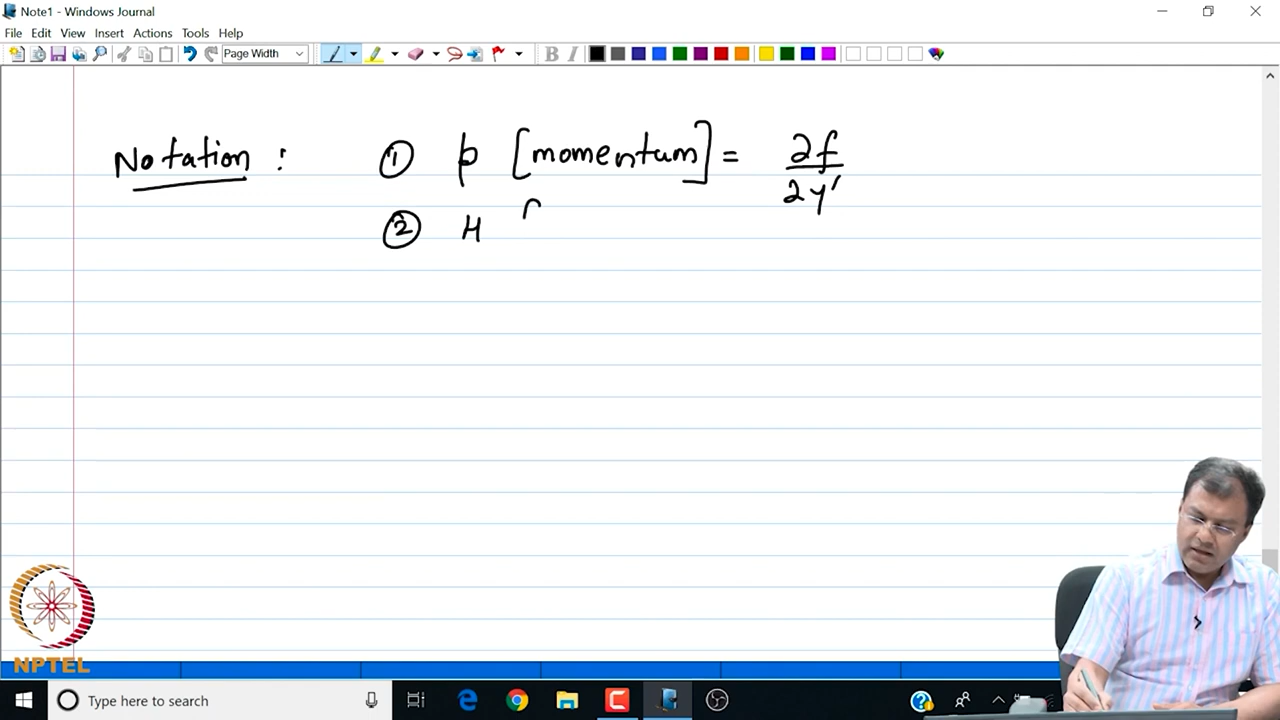 Note1 - Windows Journal
File Edit View Insert Actions Tools Help
Page Width B I
Notation : ① p [momentum] = ∂f/∂y'
② H [
NPTEL
Type here to search